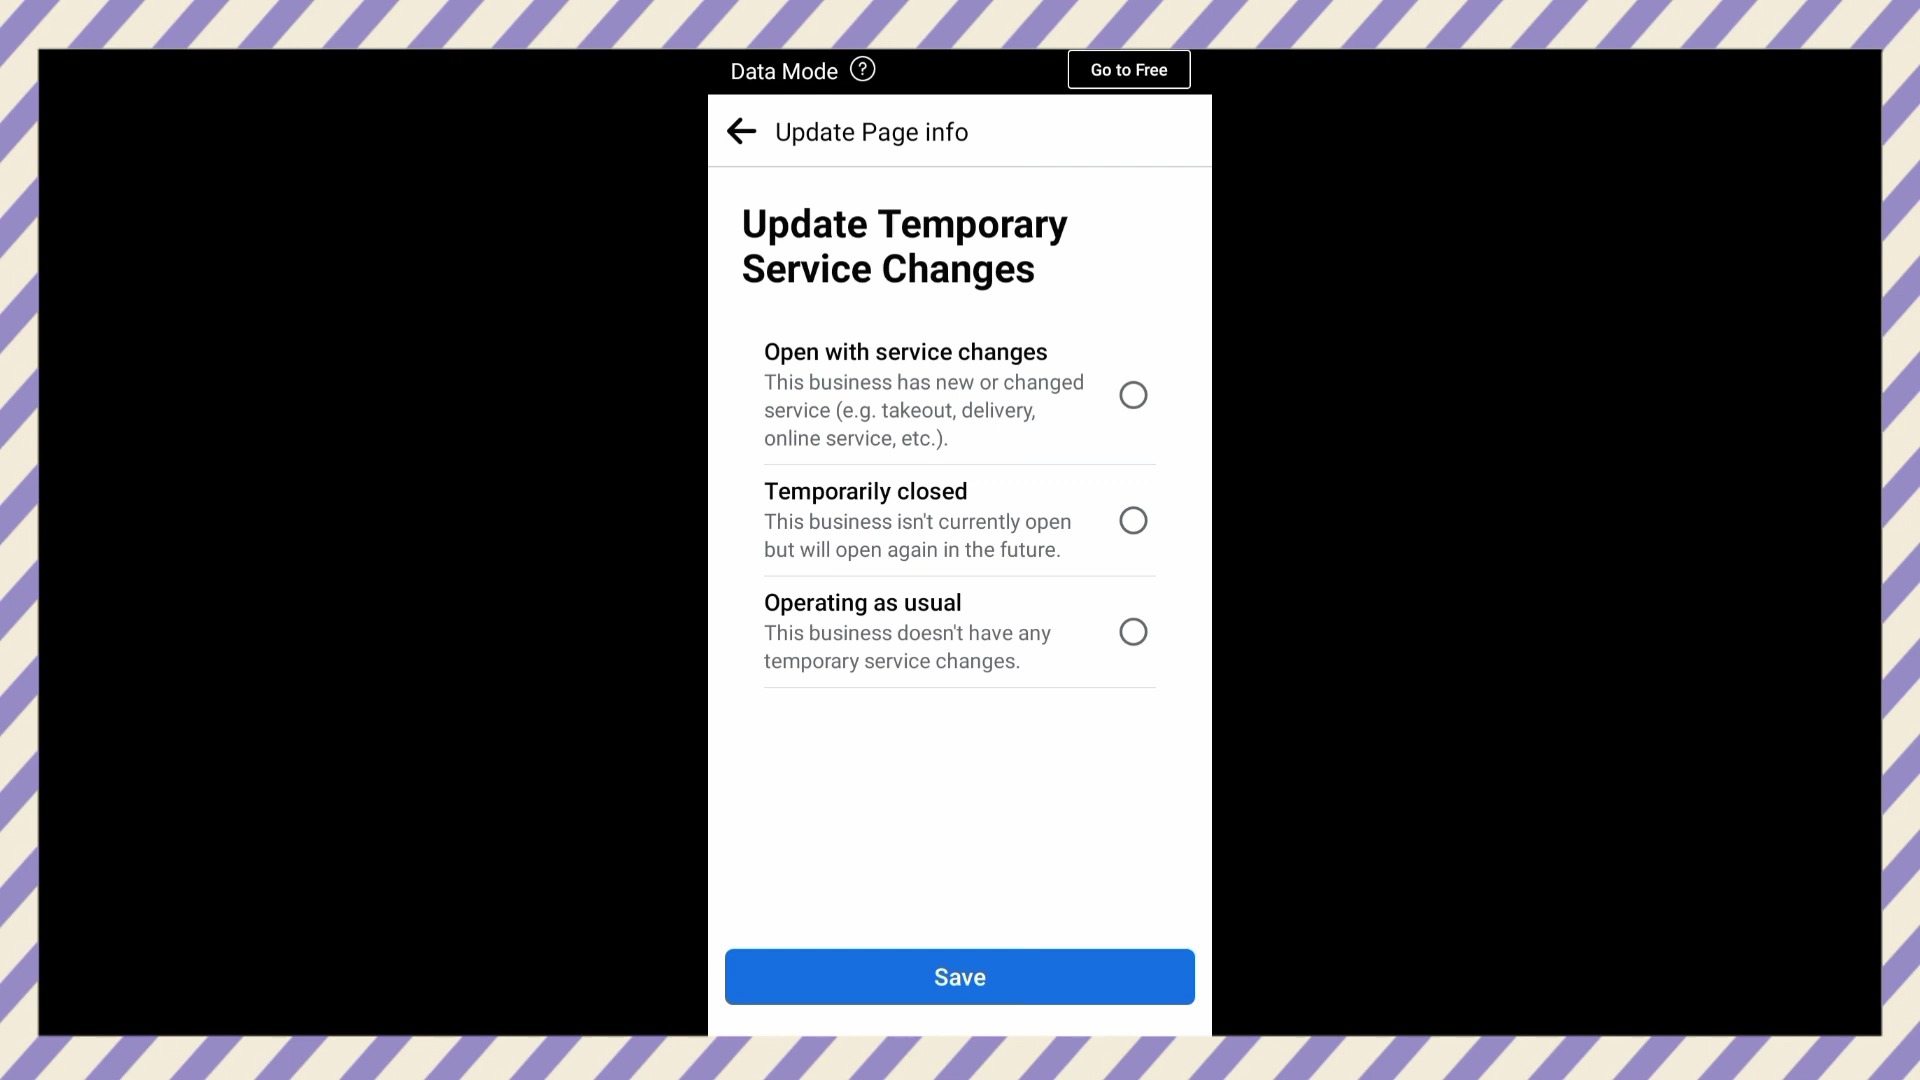 Data Mode
Go to Free
Update Page info
Update Temporary
Service Changes
Open with service changes
This business has new or changed
service (e.g. takeout, delivery,
online service, etc.).
Temporarily closed
This business isn't currently open
but will open again in the future.
Operating as usual
This business doesn't have any
temporary service changes.
Save